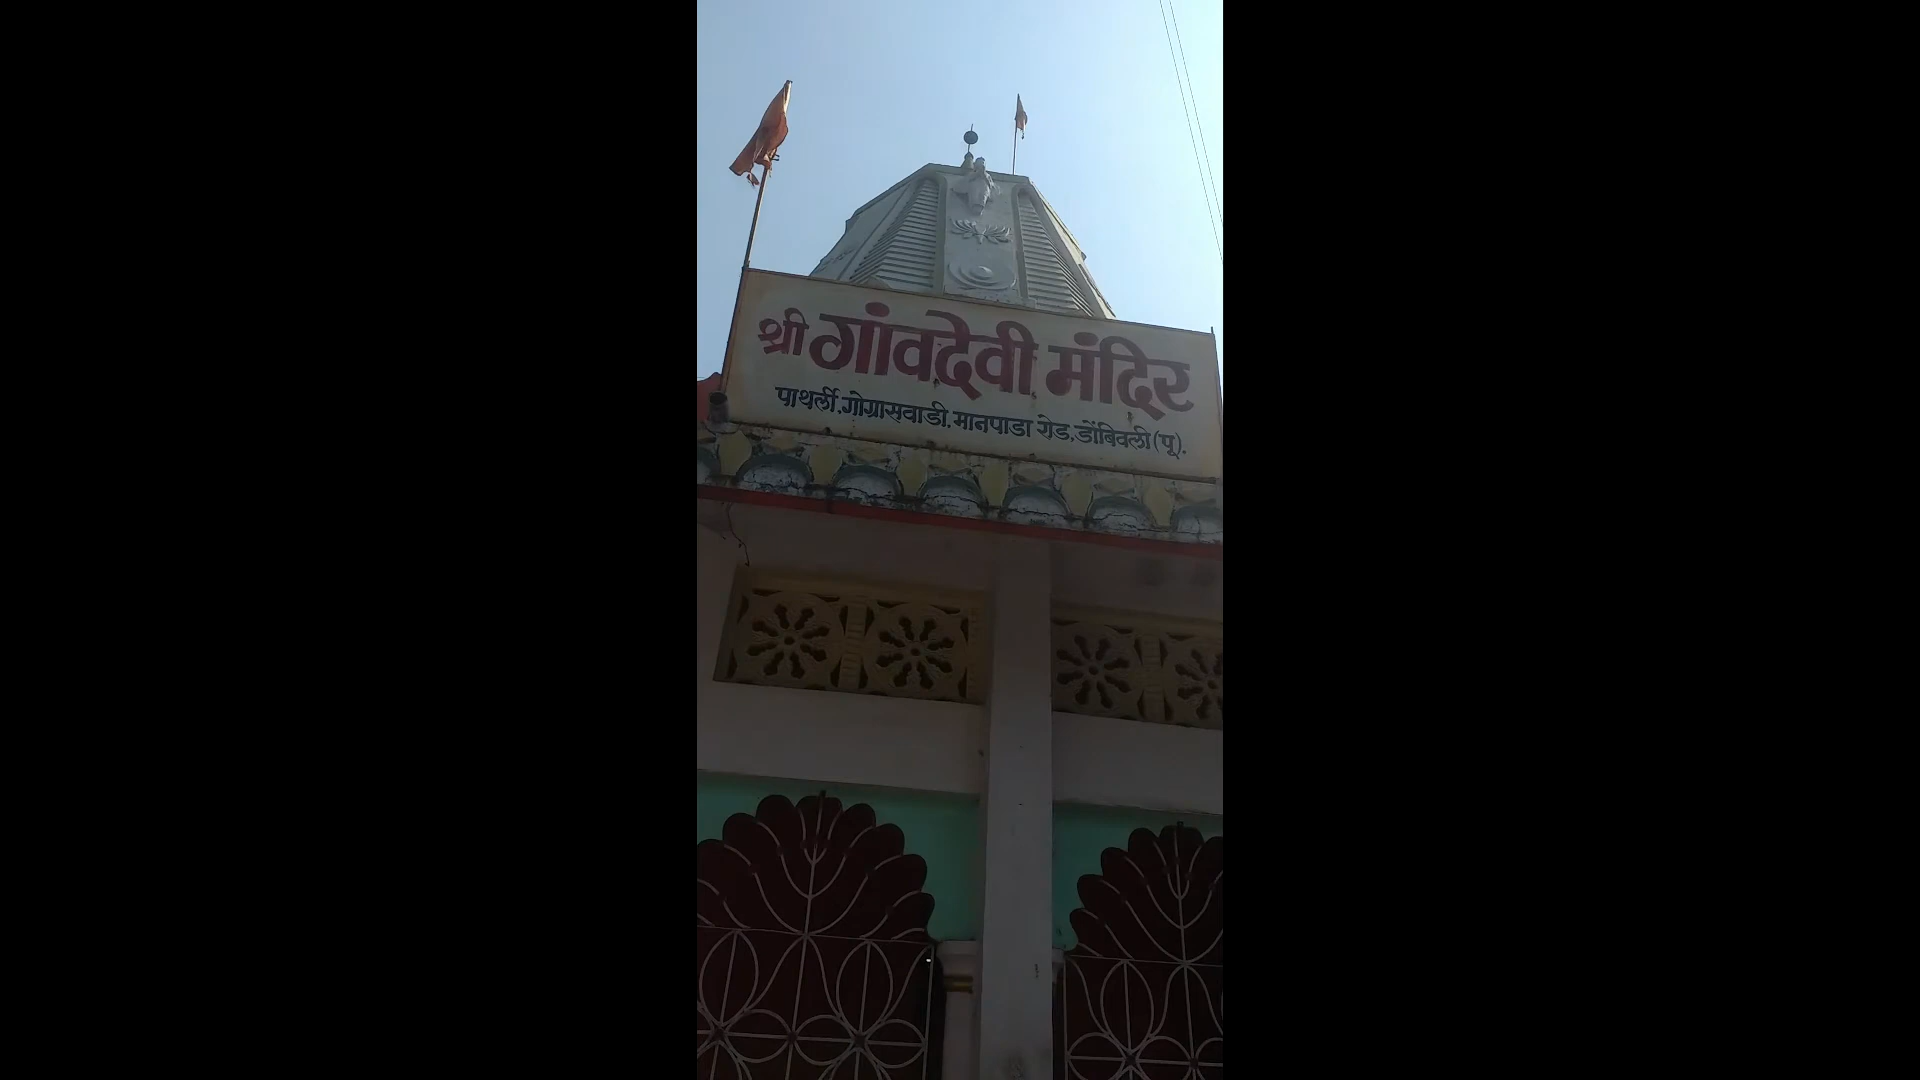 श्री गांवदेवी मंदिर
पाथर्ली, गोग्रासवाडी, मानपाडा रोड, डोंबिवली (पू).